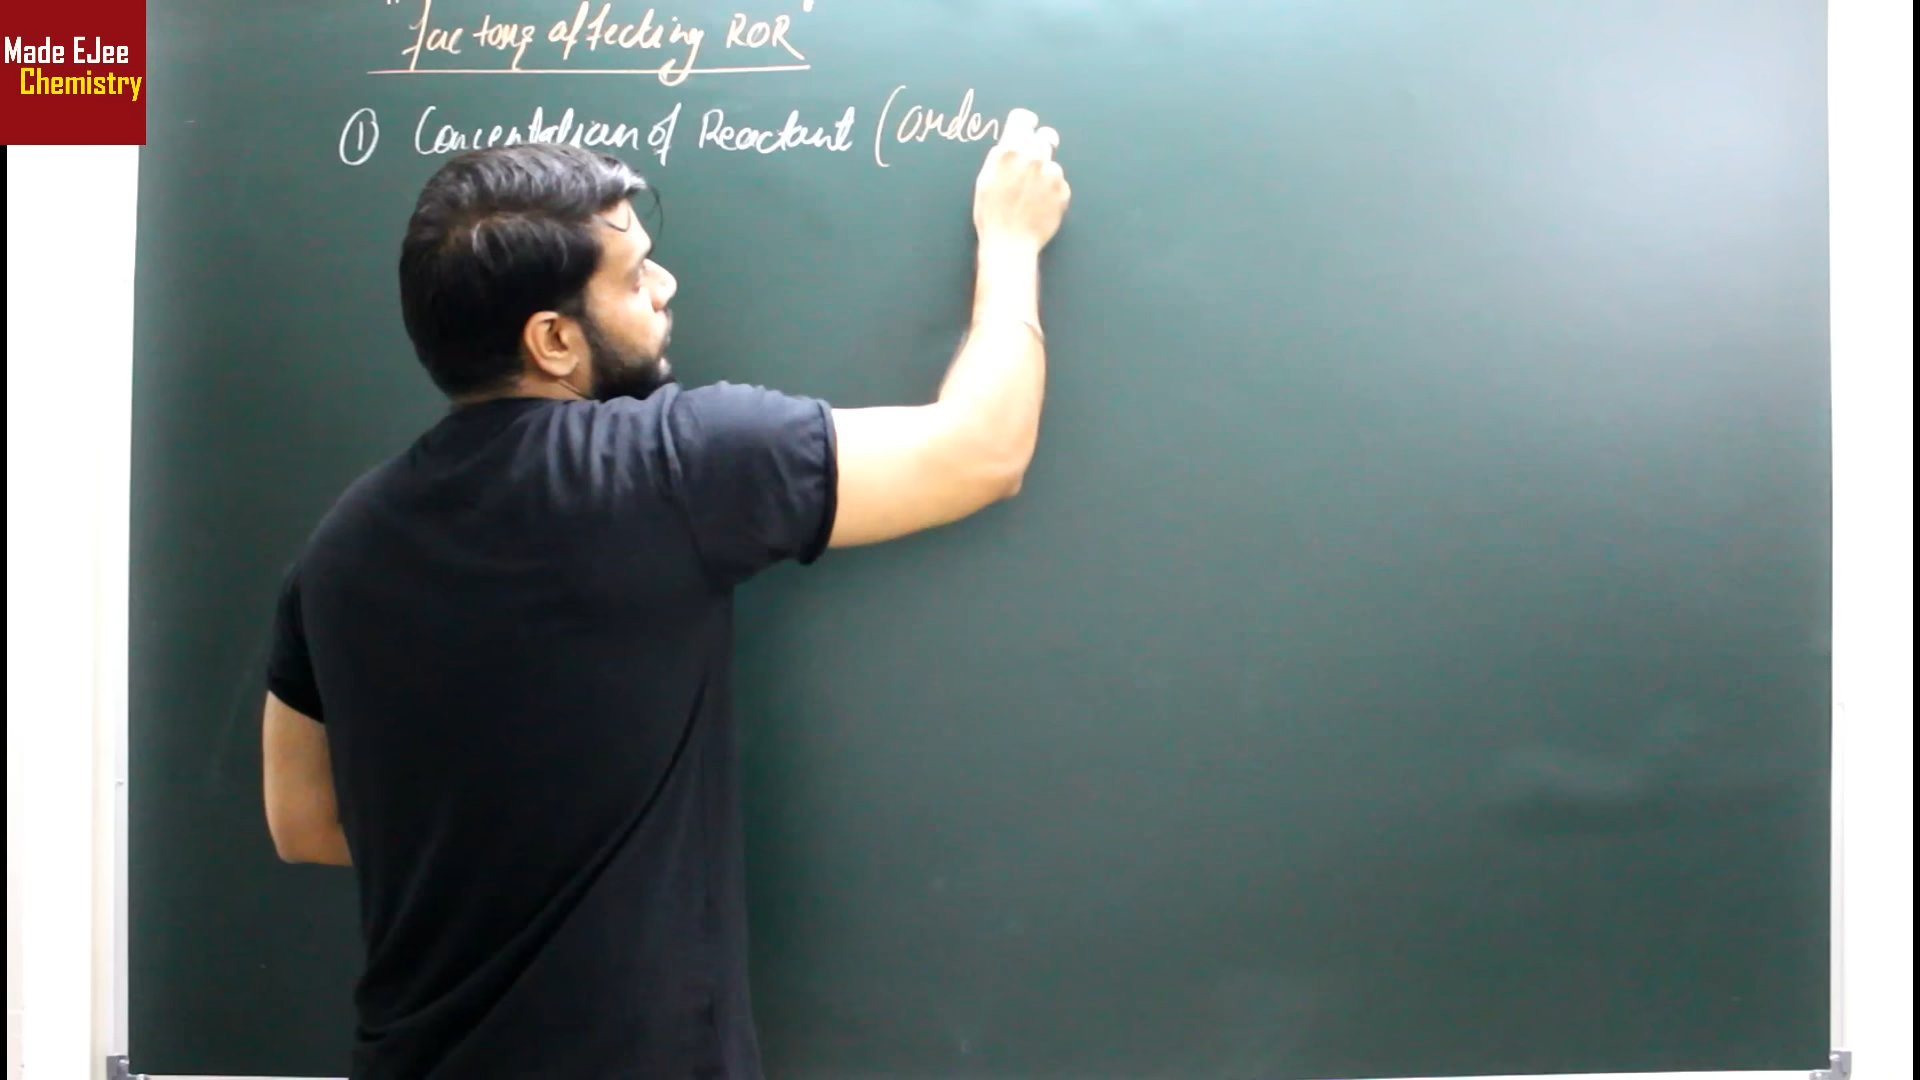 Made EJee
Chemistry
"Factors affecting ROR"
① Concentration of Reactant (order